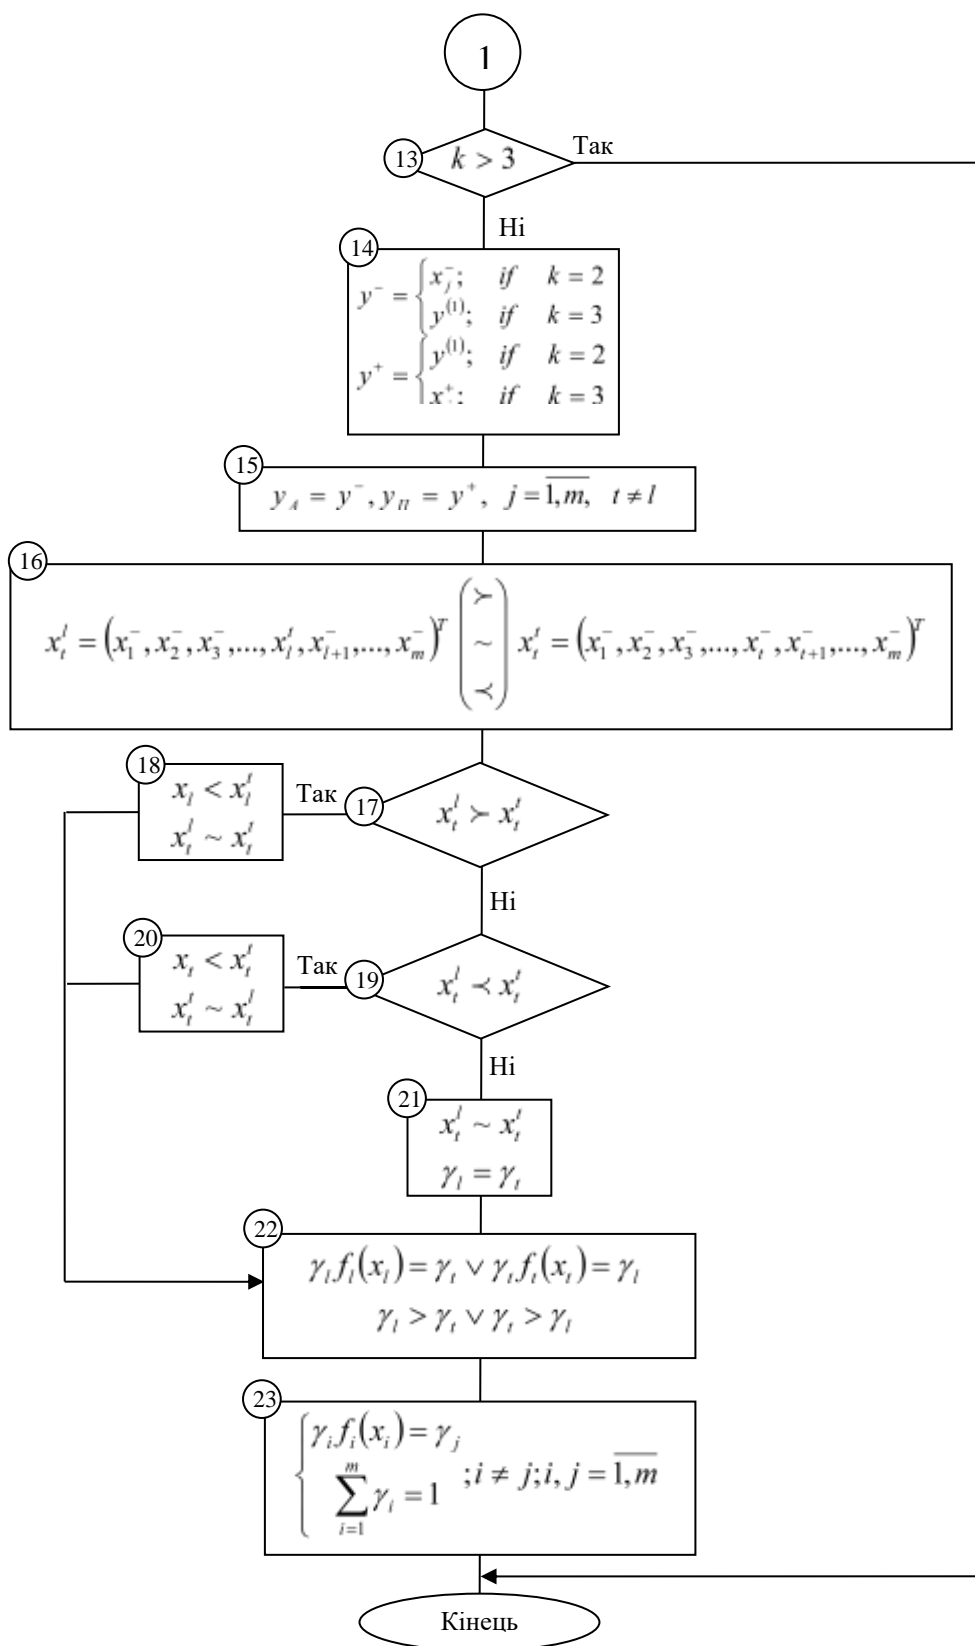 1
13
k > 3
Так
Ні
14
y⁻ = { x_j⁻; if k = 2
y⁽¹⁾; if k = 3
y⁺ = { y⁽¹⁾; if k = 2
x⁺; if k = 3
15
y_A = y⁻, y_П = y⁺, j = \overline{1,m}, t ≠ l
16
x_t^l = (x_1⁻, x_2⁻, x_3⁻,..., x_l^t, x_{l+1}⁻,..., x_m⁻)^T (≻ ~ ≺) x_t^t = (x_1⁻, x_2⁻, x_3⁻,..., x_t⁻, x_{t+1}⁻,..., x_m⁻)^T
18
x_l < x_l^t
x_t^l ~ x_t^t
Так
17
x_t^l ≻ x_t^t
Ні
20
x_t < x_t^t
x_t^t ~ x_t^l
Так
19
x_t^l ≺ x_t^t
Ні
21
x_t^l ~ x_t^t
γ_l = γ_t
22
γ_l f_l(x_l) = γ_t ∨ γ_t f_t(x_t) = γ_l
γ_l > γ_t ∨ γ_t > γ_l
23
{ γ_i f_i(x_i) = γ_j
∑_{i=1}^{m} γ_i = 1 ; i ≠ j; i, j = \overline{1,m}
Кінець